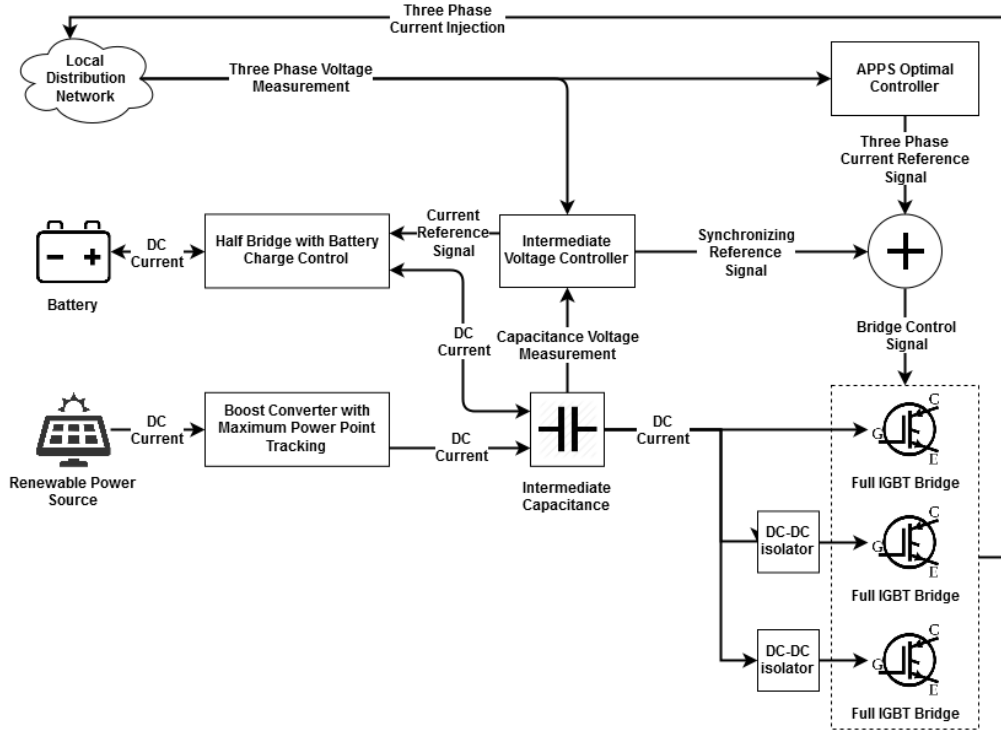 Three Phase
Current Injection
Local
Distribution
Network
Three Phase Voltage
Measurement
APPS Optimal
Controller
Three Phase
Current Reference
Signal
Battery
DC
Current
Half Bridge with Battery
Charge Control
Current
Reference
Signal
Intermediate
Voltage Controller
Synchronizing
Reference
Signal
Bridge Control
Signal
DC
Current
Capacitance Voltage
Measurement
Renewable Power
Source
DC
Current
Boost Converter with
Maximum Power Point
Tracking
DC
Current
Intermediate
Capacitance
DC
Current
C
G
E
Full IGBT Bridge
DC-DC
isolator
C
G
E
Full IGBT Bridge
DC-DC
isolator
C
G
E
Full IGBT Bridge